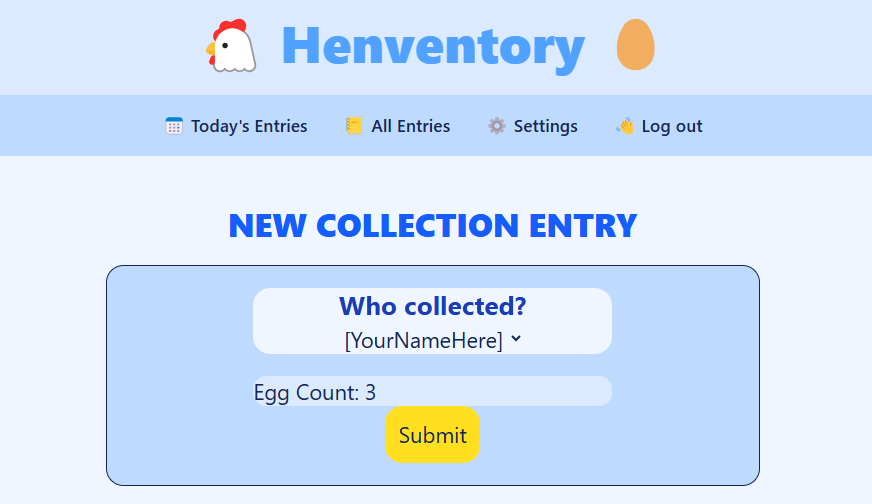 Henventory
Today's Entries All Entries Settings Log out
NEW COLLECTION ENTRY
Who collected?
[YourNameHere]
Egg Count: 3
Submit